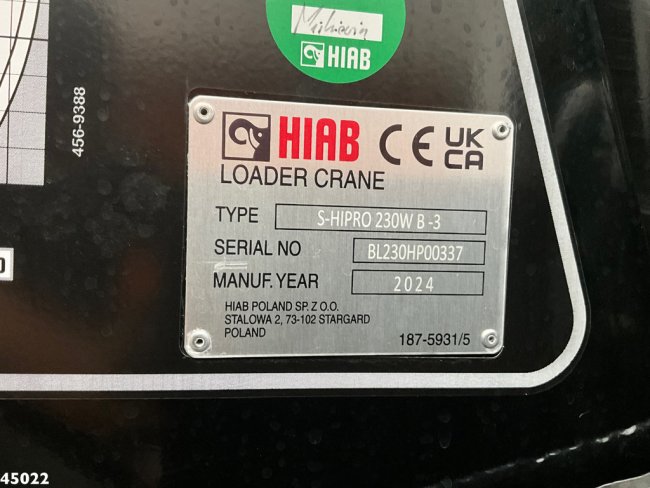 HIAB
456-9388
HIAB CE UK CA
LOADER CRANE
TYPE S-HIPRO 230W B -3
SERIAL NO BL230HP00337
MANUF. YEAR 2024
HIAB POLAND SP. Z O.O.
STALOWA 2, 73-102 STARGARD
POLAND
187-5931/5
45022